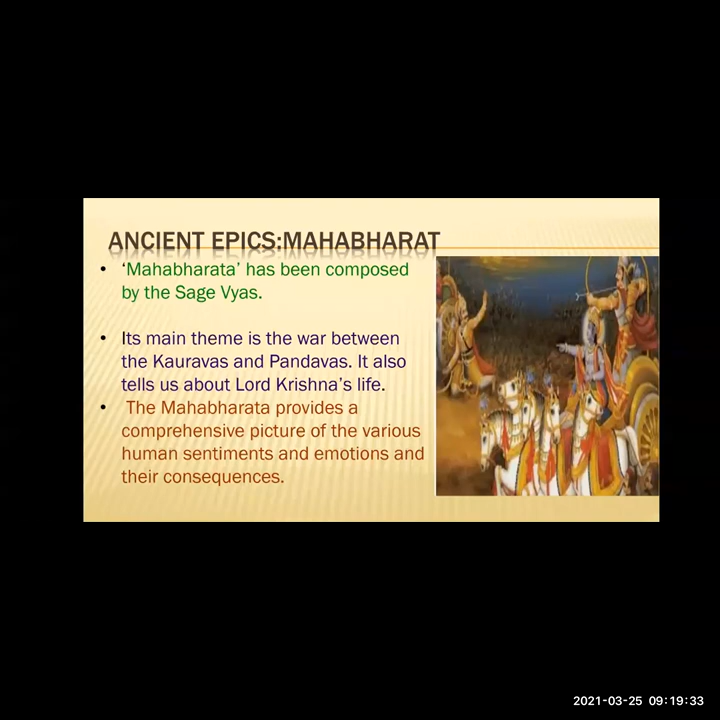 ANCIENT EPICS:MAHABHARAT
• ‘Mahabharata’ has been composed
by the Sage Vyas.
• Its main theme is the war between
the Kauravas and Pandavas. It also
tells us about Lord Krishna’s life.
• The Mahabharata provides a
comprehensive picture of the various
human sentiments and emotions and
their consequences.
2021-03-25 09:19:33